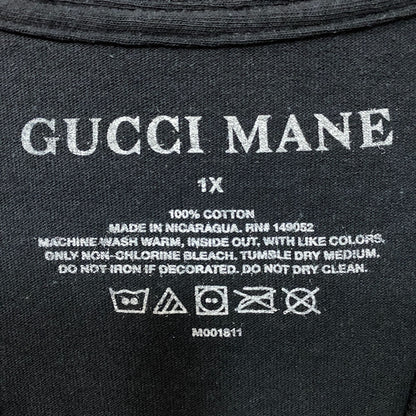 GUCCI MANE
1X
100% COTTON
MADE IN NICARAGUA. RN# 149052
MACHINE WASH WARM, INSIDE OUT, WITH LIKE COLORS.
ONLY NON-CHLORINE BLEACH. TUMBLE DRY MEDIUM.
DO NOT IRON IF DECORATED. DO NOT DRY CLEAN.
M001811